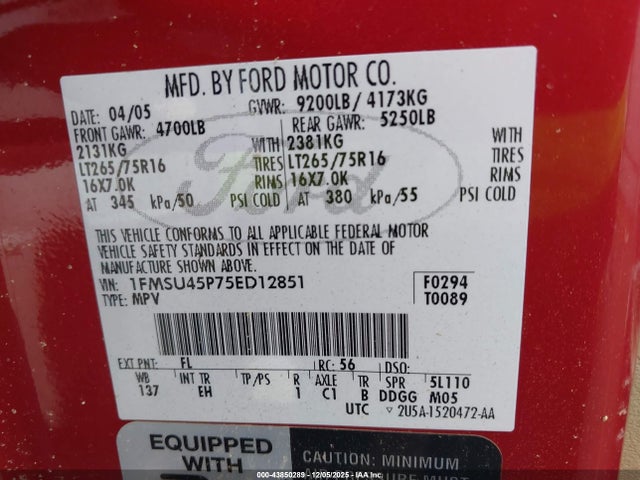 MFD. BY FORD MOTOR CO.
DATE: 04/05 GVWR: 9200LB/ 4173KG
FRONT GAWR: 4700LB REAR GAWR: 5250LB
2131KG WITH 2381KG WITH
LT265/75R16 TIRES LT265/75R16 TIRES
16X7.0K RIMS 16X7.0K RIMS
AT 345 kPa/50 PSI COLD AT 380 kPa/55 PSI COLD
Ford
THIS VEHICLE CONFORMS TO ALL APPLICABLE FEDERAL MOTOR
VEHICLE SAFETY STANDARDS IN EFFECT ON THE DATE OF
MANUFACTURE SHOWN ABOVE.
VIN: 1FMSU45P75ED12851 F0294
TYPE: MPV T0089
EXT PNT: FL RC: 56 DSO:
WB INT TR TP/PS R AXLE TR SPR 5L110
137 EH 1 C1 B DDGG M05
UTC 2U5A-1520472-AA
EQUIPPED
WITH
CAUTION: MINIMUM
© 000-43850289 - 12/05/2025 - IAA Inc.